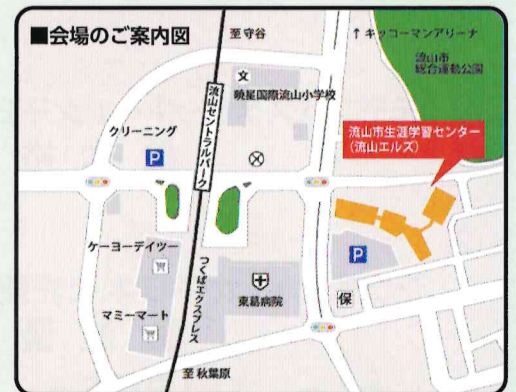 ■会場のご案内図
至守谷
↑キッコーマンアリーナ
流山市
総合運動公園
文
暁星国際流山小学校
流山セントラルパーク
クリーニング
P
流山市生涯学習センター
(流山エルズ)
ケーヨーデイツー
つくばエクスプレス
P
東葛病院
保
マミーマート
至秋葉原